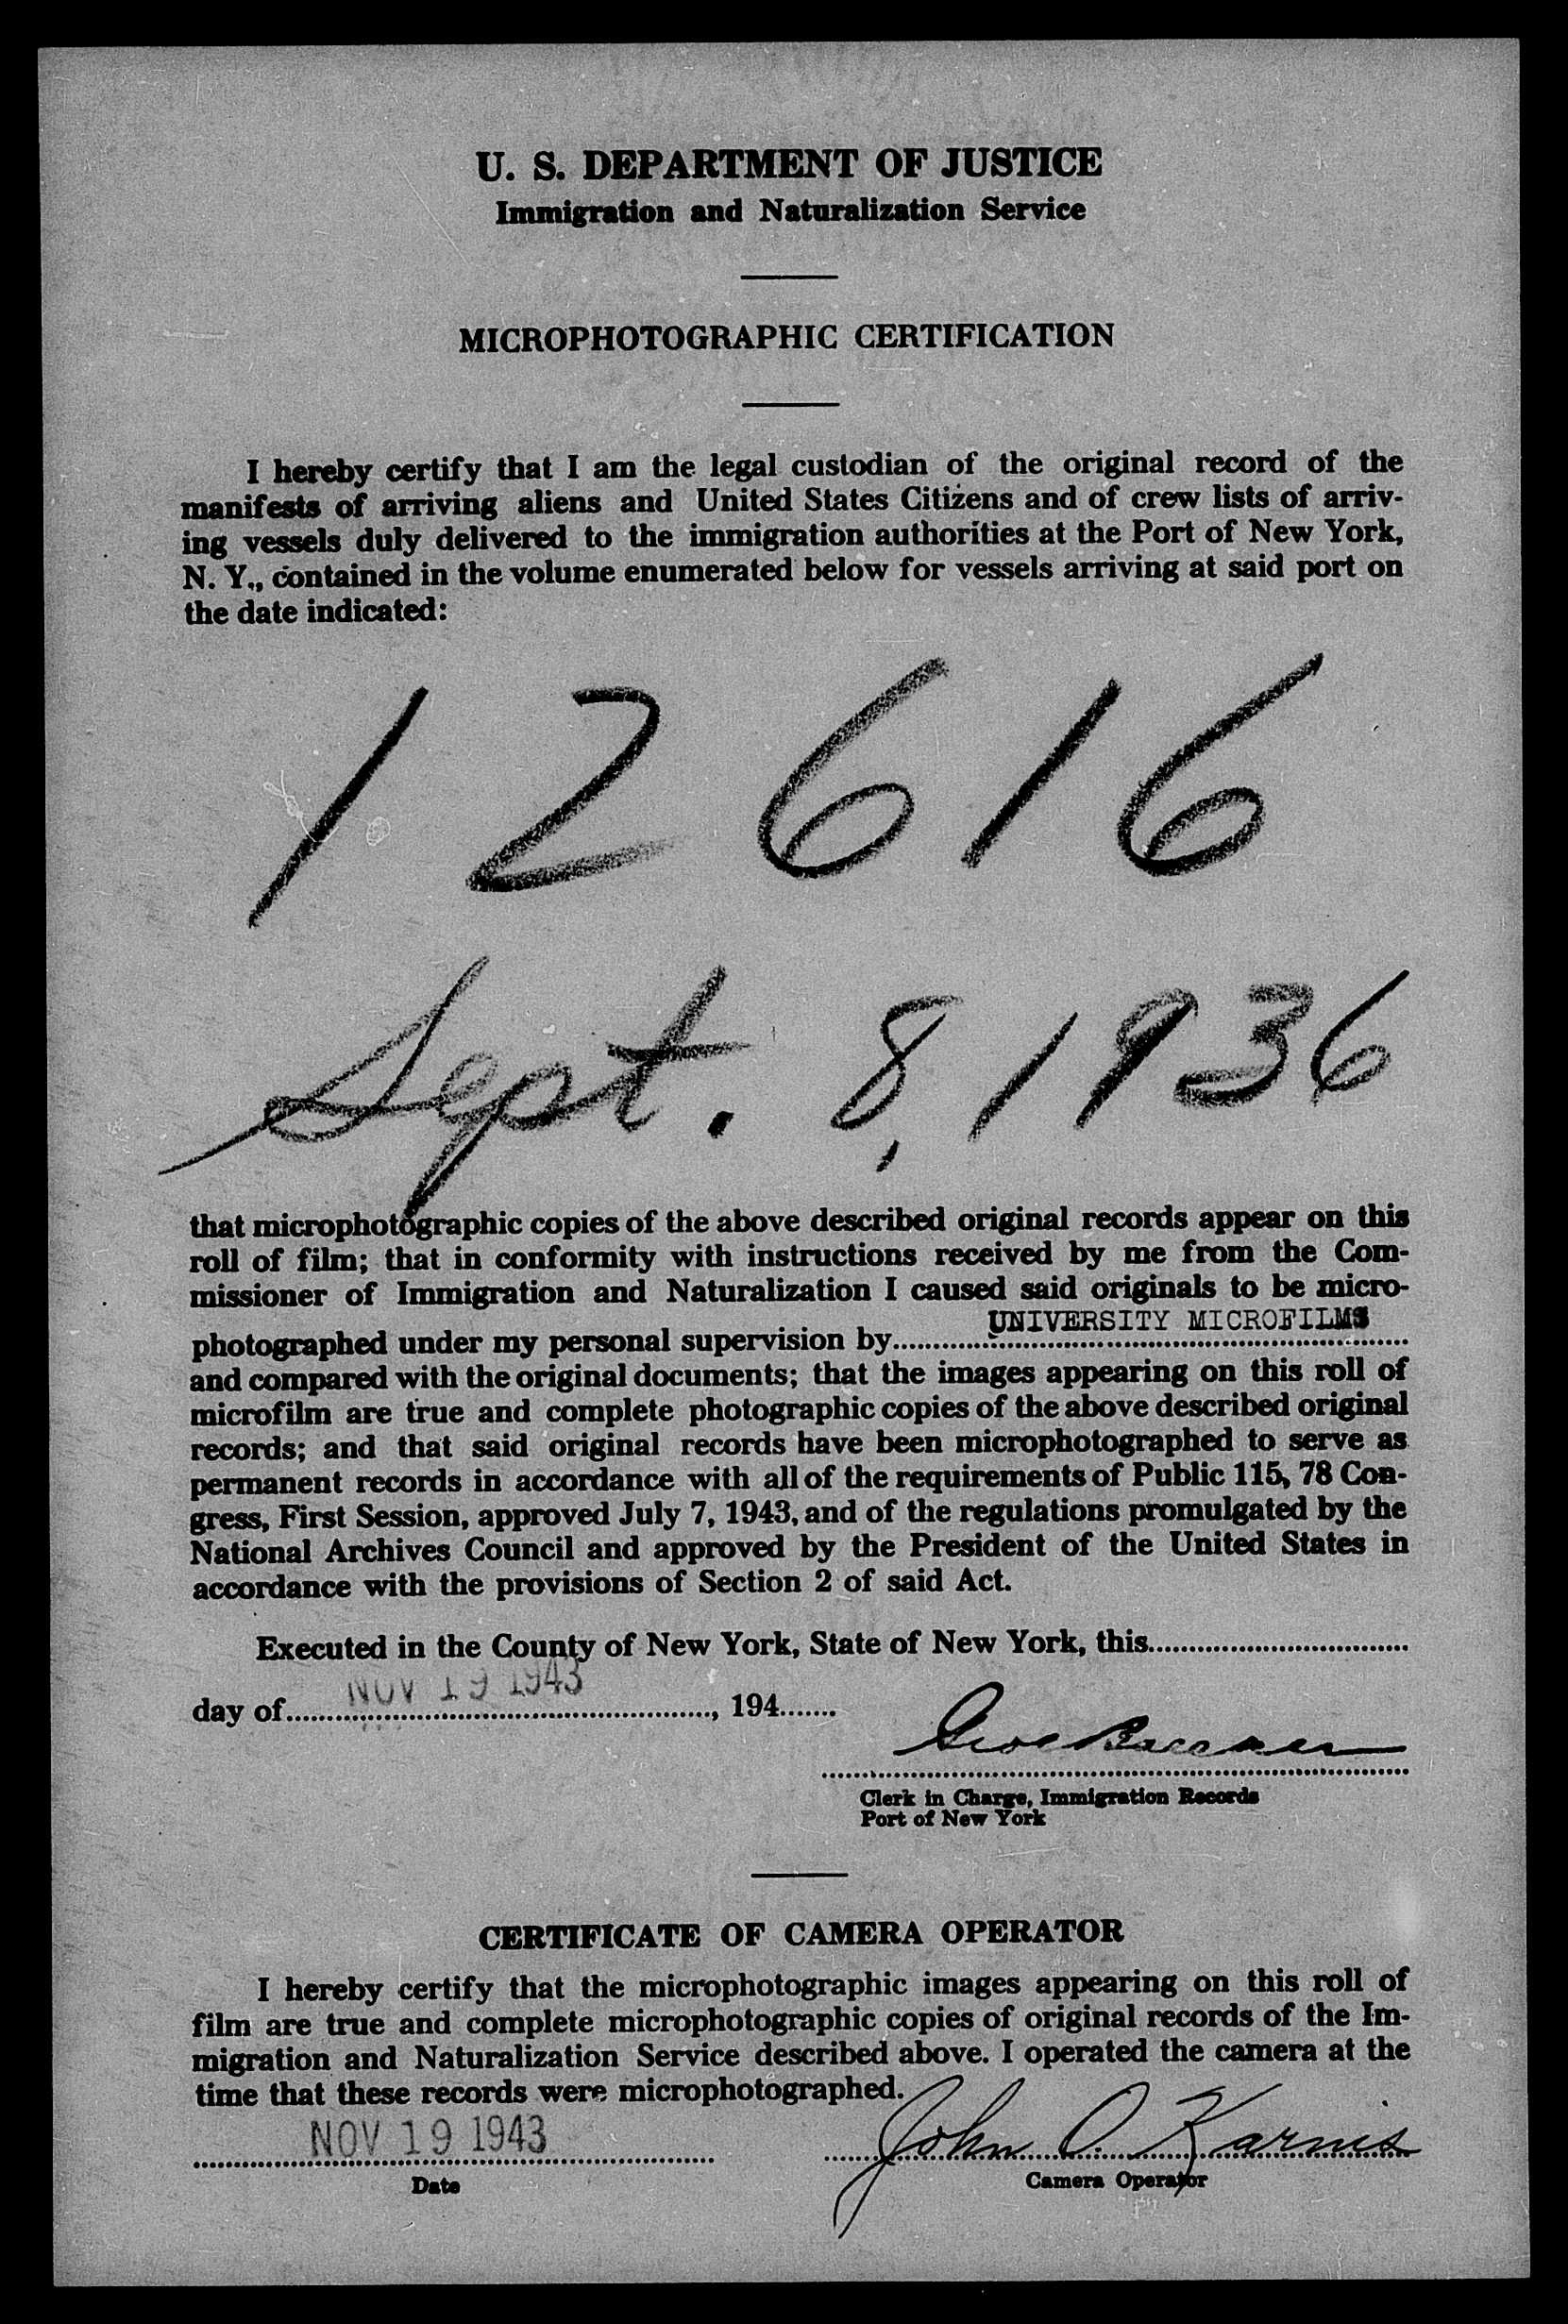 U. S. DEPARTMENT OF JUSTICE
Immigration and Naturalization Service
MICROPHOTOGRAPHIC CERTIFICATION
I hereby certify that I am the legal custodian of the original record of the
manifests of arriving aliens and United States Citizens and of crew lists of arriv-
ing vessels duly delivered to the immigration authorities at the Port of New York,
N. Y., contained in the volume enumerated below for vessels arriving at said port on
the date indicated:
12616
Sept. 8, 1936
that microphotographic copies of the above described original records appear on this
roll of film; that in conformity with instructions received by me from the Com-
missioner of Immigration and Naturalization I caused said originals to be micro-
photographed under my personal supervision by UNIVERSITY MICROFILMS
and compared with the original documents; that the images appearing on this roll of
microfilm are true and complete photographic copies of the above described original
records; and that said original records have been microphotographed to serve as
permanent records in accordance with all of the requirements of Public 115, 78 Con-
gress, First Session, approved July 7, 1943, and of the regulations promulgated by the
National Archives Council and approved by the President of the United States in
accordance with the provisions of Section 2 of said Act.
Executed in the County of New York, State of New York, this
day of NOV 19 1943, 194
Clerk in Charge, Immigration Records
Port of New York
CERTIFICATE OF CAMERA OPERATOR
I hereby certify that the microphotographic images appearing on this roll of
film are true and complete microphotographic copies of original records of the Im-
migration and Naturalization Service described above. I operated the camera at the
time that these records were microphotographed.
NOV 19 1943 John O. Karnis
Date Camera Operator